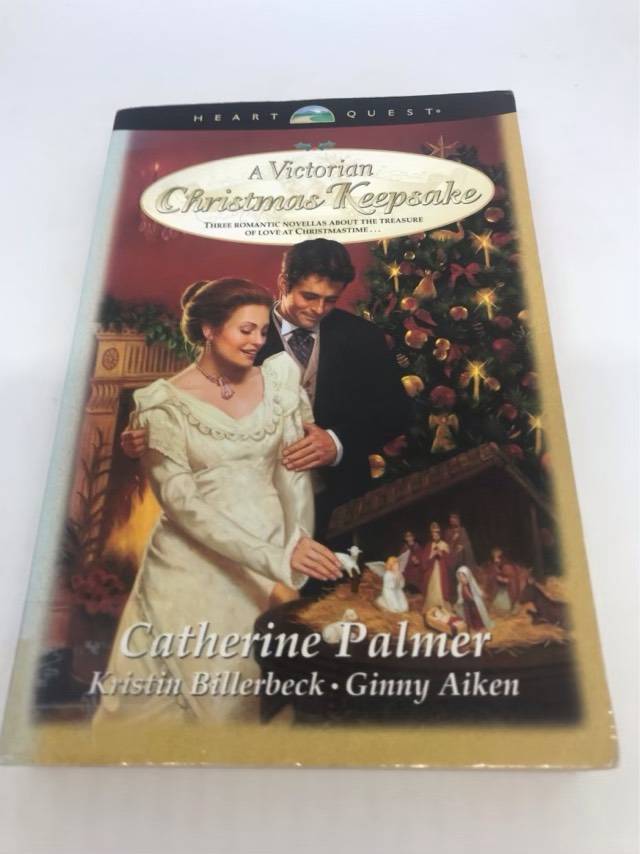 HEART QUEST®
A Victorian
Christmas Keepsake
THREE ROMANTIC NOVELLAS ABOUT THE TREASURE
OF LOVE AT CHRISTMASTIME...
Catherine Palmer
Kristin Billerbeck • Ginny Aiken